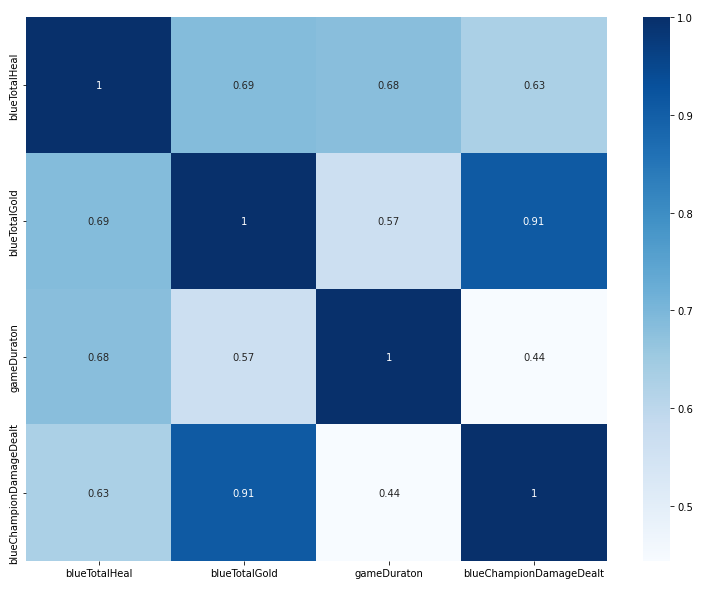 blueTotalHeal 1 0.69 0.68 0.63
blueTotalGold 0.69 1 0.57 0.91
gameDuraton 0.68 0.57 1 0.44
blueChampionDamageDealt 0.63 0.91 0.44 1
blueTotalHeal blueTotalGold gameDuraton blueChampionDamageDealt
1.0
0.9
0.8
0.7
0.6
0.5